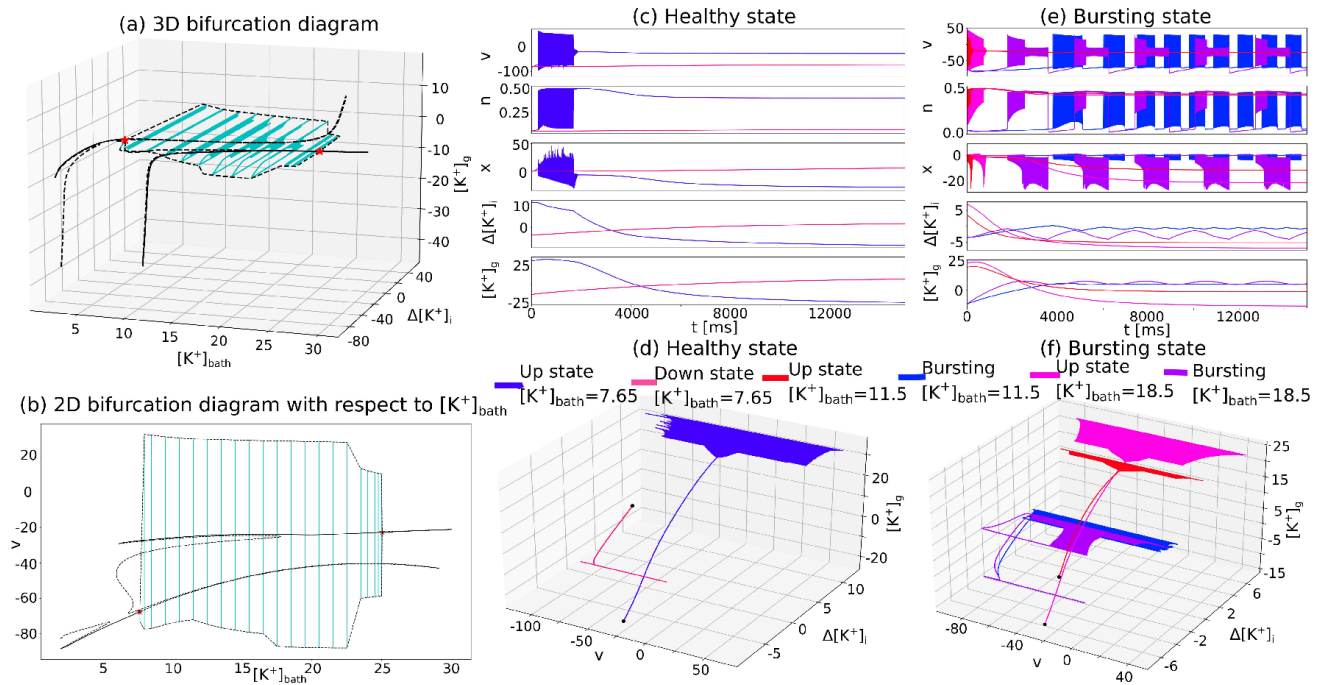 (a) 3D bifurcation diagram
10
0
-10
-20
-30
-40
[K⁺]g
40
0
-40
-80
Δ[K⁺]i
5
10
15
20
25
30
[K⁺]bath
(b) 2D bifurcation diagram with respect to [K⁺]bath
20
0
-20
-40
-60
-80
v
5
10
15
20
25
30
[K⁺]bath
(c) Healthy state
v
0
-100
n
0.50
0.25
x
50
0
Δ[K⁺]i
10
0
[K⁺]g
25
-25
0
4000
8000
12000
t [ms]
(e) Bursting state
v
50
-50
n
0.5
0.0
x
0
-20
Δ[K⁺]i
5
-5
[K⁺]g
25
0
0
4000
8000
12000
t [ms]
(d) Healthy state
(f) Bursting state
Up state
[K⁺]bath=7.65
Down state
[K⁺]bath=7.65
Up state
[K⁺]bath=11.5
Bursting
[K⁺]bath=11.5
Up state
[K⁺]bath=18.5
Bursting
[K⁺]bath=18.5
20
0
-20
[K⁺]g
10
5
0
-5
Δ[K⁺]i
-100
-50
0
50
v
25
15
5
-5
-15
[K⁺]g
6
2
-2
-6
Δ[K⁺]i
-80
-40
0
40
v